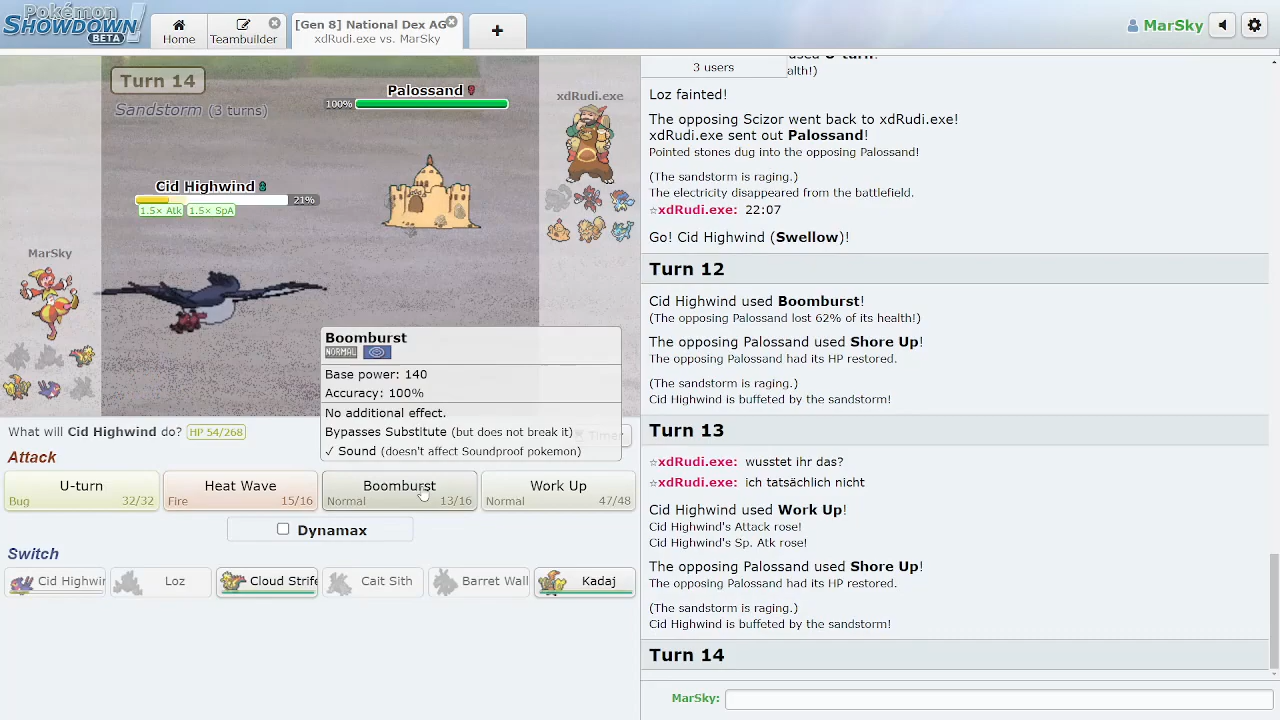 Pokémon
SHOWDOWN!
BETA
Home
Teambuilder
[Gen 8] National Dex AG
xdRudi.exe vs. MarSky
+
MarSky
Turn 14
Sandstorm (3 turns)
Palossand
100%
xdRudi.exe
Cid Highwind
21%
1.5× Atk
1.5× SpA
MarSky
Boomburst
NORMAL
Base power: 140
Accuracy: 100%
No additional effect.
Bypasses Substitute (but does not break it)
✓ Sound (doesn't affect Soundproof pokemon)
What will Cid Highwind do?
HP 54/268
Timer
Attack
U-turn
Bug
32/32
Heat Wave
Fire
15/16
Boomburst
Normal
13/16
Work Up
Normal
47/48
Dynamax
Switch
Cid Highwin
Loz
Cloud Strife
Cait Sith
Barret Wall
Kadaj
3 users
used U-turn!
alth!)
Loz fainted!
The opposing Scizor went back to xdRudi.exe!
xdRudi.exe sent out Palossand!
Pointed stones dug into the opposing Palossand!
(The sandstorm is raging.)
The electricity disappeared from the battlefield.
☆xdRudi.exe: 22:07
Go! Cid Highwind (Swellow)!
Turn 12
Cid Highwind used Boomburst!
(The opposing Palossand lost 62% of its health!)
The opposing Palossand used Shore Up!
The opposing Palossand had its HP restored.
(The sandstorm is raging.)
Cid Highwind is buffeted by the sandstorm!
Turn 13
☆xdRudi.exe: wusstet ihr das?
☆xdRudi.exe: ich tatsächlich nicht
Cid Highwind used Work Up!
Cid Highwind's Attack rose!
Cid Highwind's Sp. Atk rose!
The opposing Palossand used Shore Up!
The opposing Palossand had its HP restored.
(The sandstorm is raging.)
Cid Highwind is buffeted by the sandstorm!
Turn 14
MarSky: